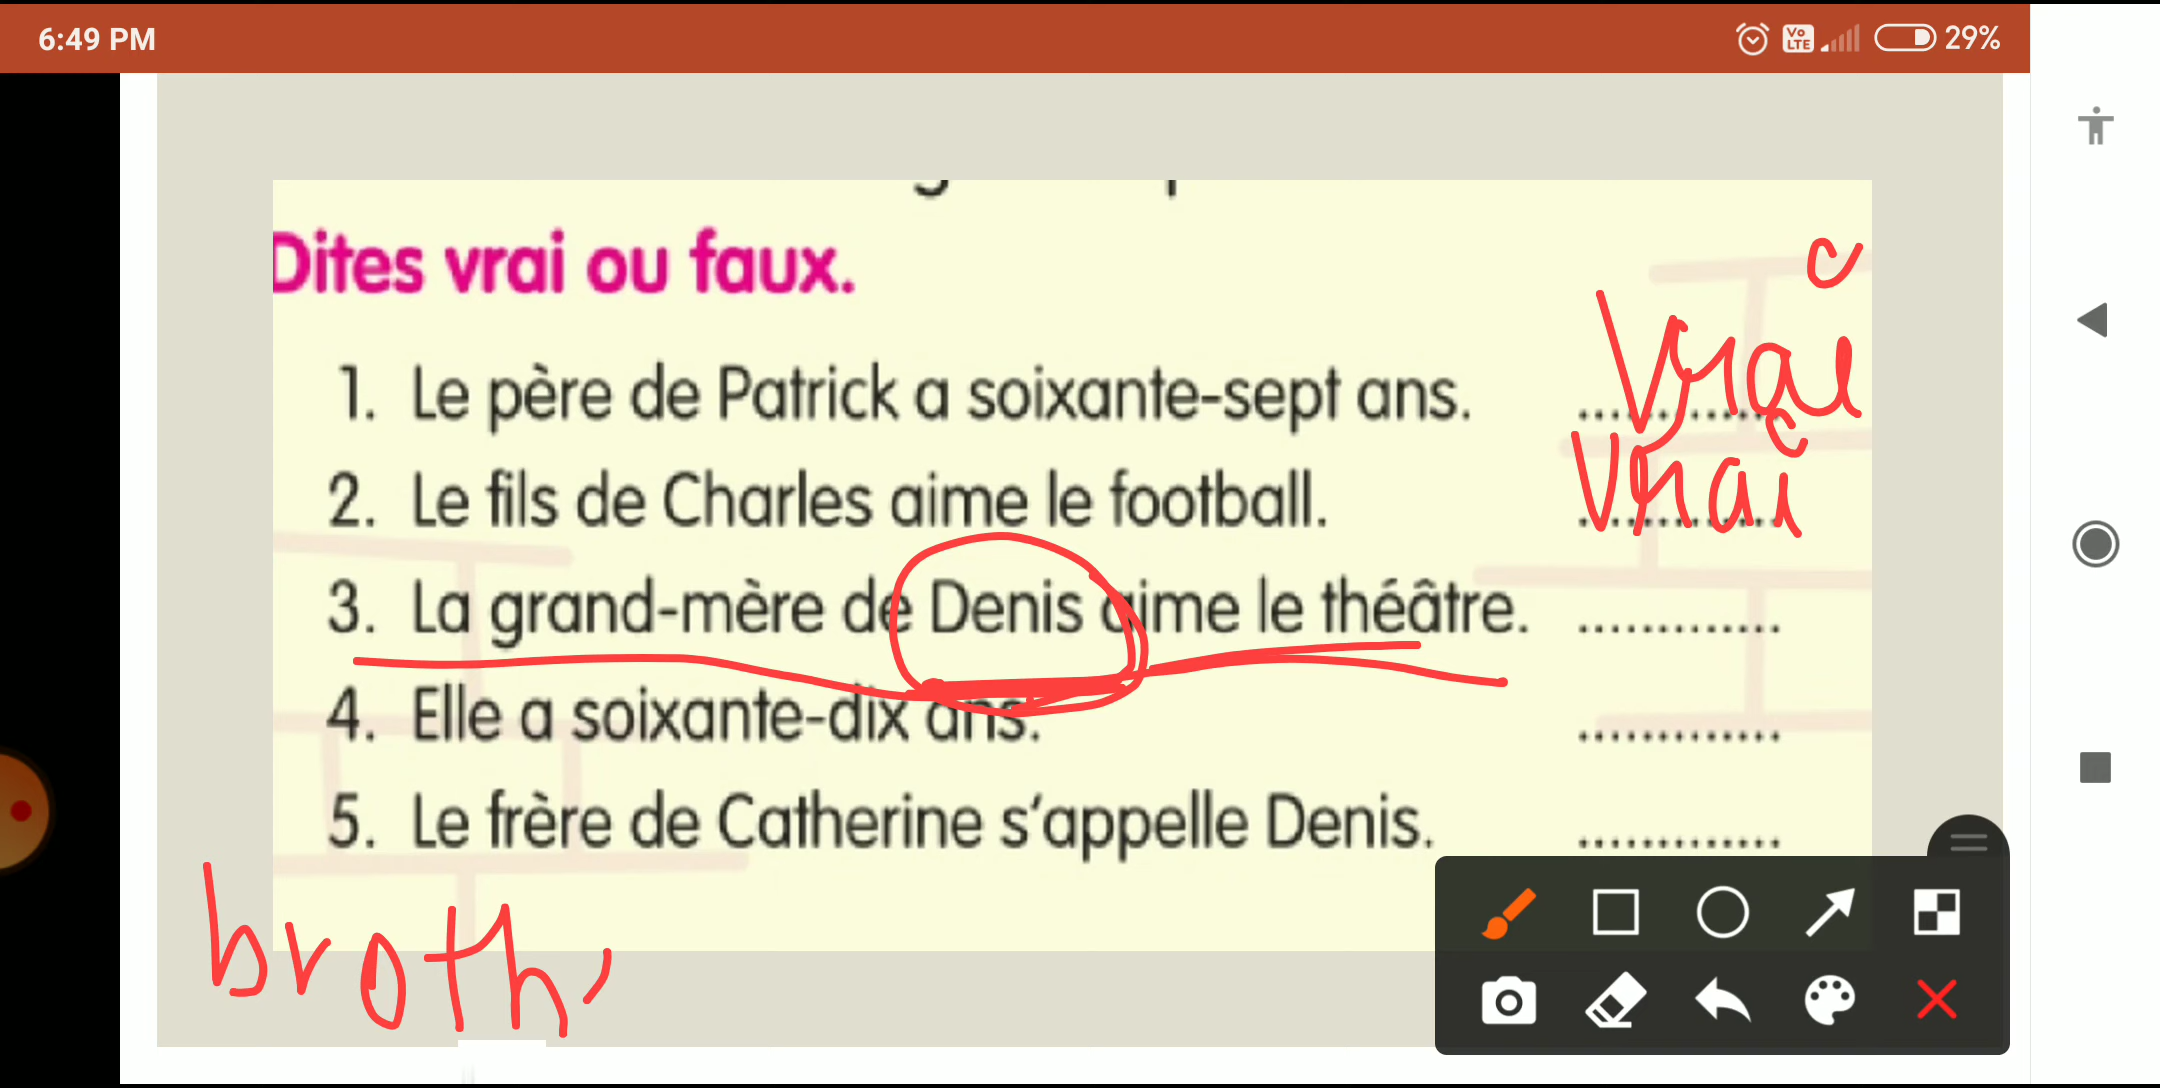 6:49 PM
Vo LTE 29%
Dites vrai ou faux.
1. Le père de Patrick a soixante-sept ans. ............. Vrai
2. Le fils de Charles aime le football. ............. Vrai
3. La grand-mère de Denis aime le théâtre. .............
4. Elle a soixante-dix ans. .............
5. Le frère de Catherine s'appelle Denis. .............
broth